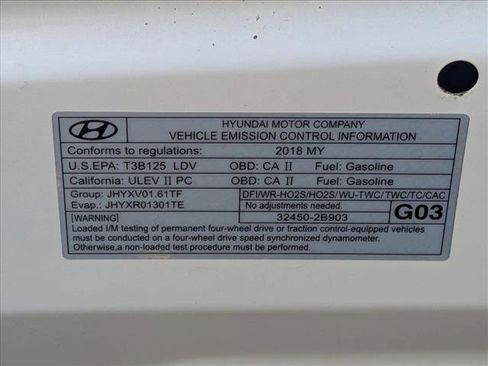 HYUNDAI MOTOR COMPANY
VEHICLE EMISSION CONTROL INFORMATION
Conforms to regulations: 2018 MY
U.S.EPA: T3B125 LDV OBD: CA II Fuel: Gasoline
California: ULEV II PC OBD: CA II Fuel: Gasoline
Group: JHYXV01.61TF DFI/WR-HO2S/HO2S/WU-TWC/TWC/TC/CAC
Evap.: JHYXR01301TE No adjustments needed. G03
[WARNING] 32450-2B903
Loaded I/M testing of permanent four-wheel drive or traction control-equipped vehicles
must be conducted on a four-wheel drive speed synchronized dynamometer.
Otherwise,a non-loaded test procedure must be performed.